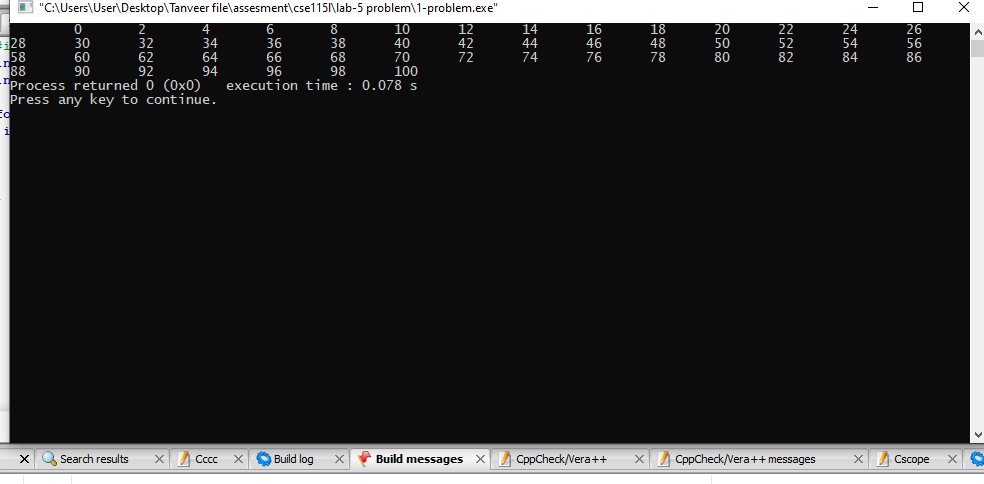 "C:\Users\User\Desktop\Tanveer file\assesment\cse115l\lab-5 problem\1-problem.exe"
0 2 4 6 8 10 12 14 16 18 20 22 24 26
28 30 32 34 36 38 40 42 44 46 48 50 52 54 56
58 60 62 64 66 68 70 72 74 76 78 80 82 84 86
88 90 92 94 96 98 100
Process returned 0 (0x0) execution time : 0.078 s
Press any key to continue.
Search results Cccc Build log Build messages CppCheck/Vera++ CppCheck/Vera++ messages Cscope